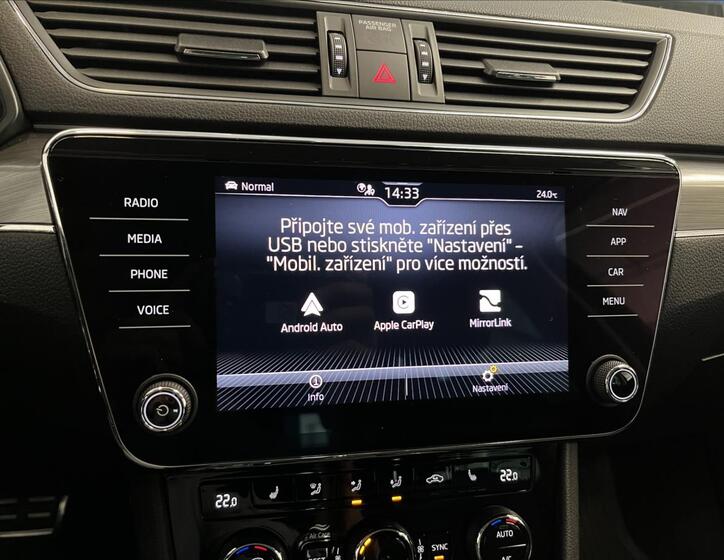 PASSENGER
AIR BAG
RADIO
MEDIA
PHONE
VOICE
Normal
14:33
24.0°C
Připojte své mob. zařízení přes
USB nebo stiskněte "Nastavení" –
"Mobil. zařízení" pro více možností.
Android Auto
Apple CarPlay
MirrorLink
Info
Nastavení
NAV
APP
CAR
MENU
22.0
22.0
Air Care
SYNC
AUTO
A/C